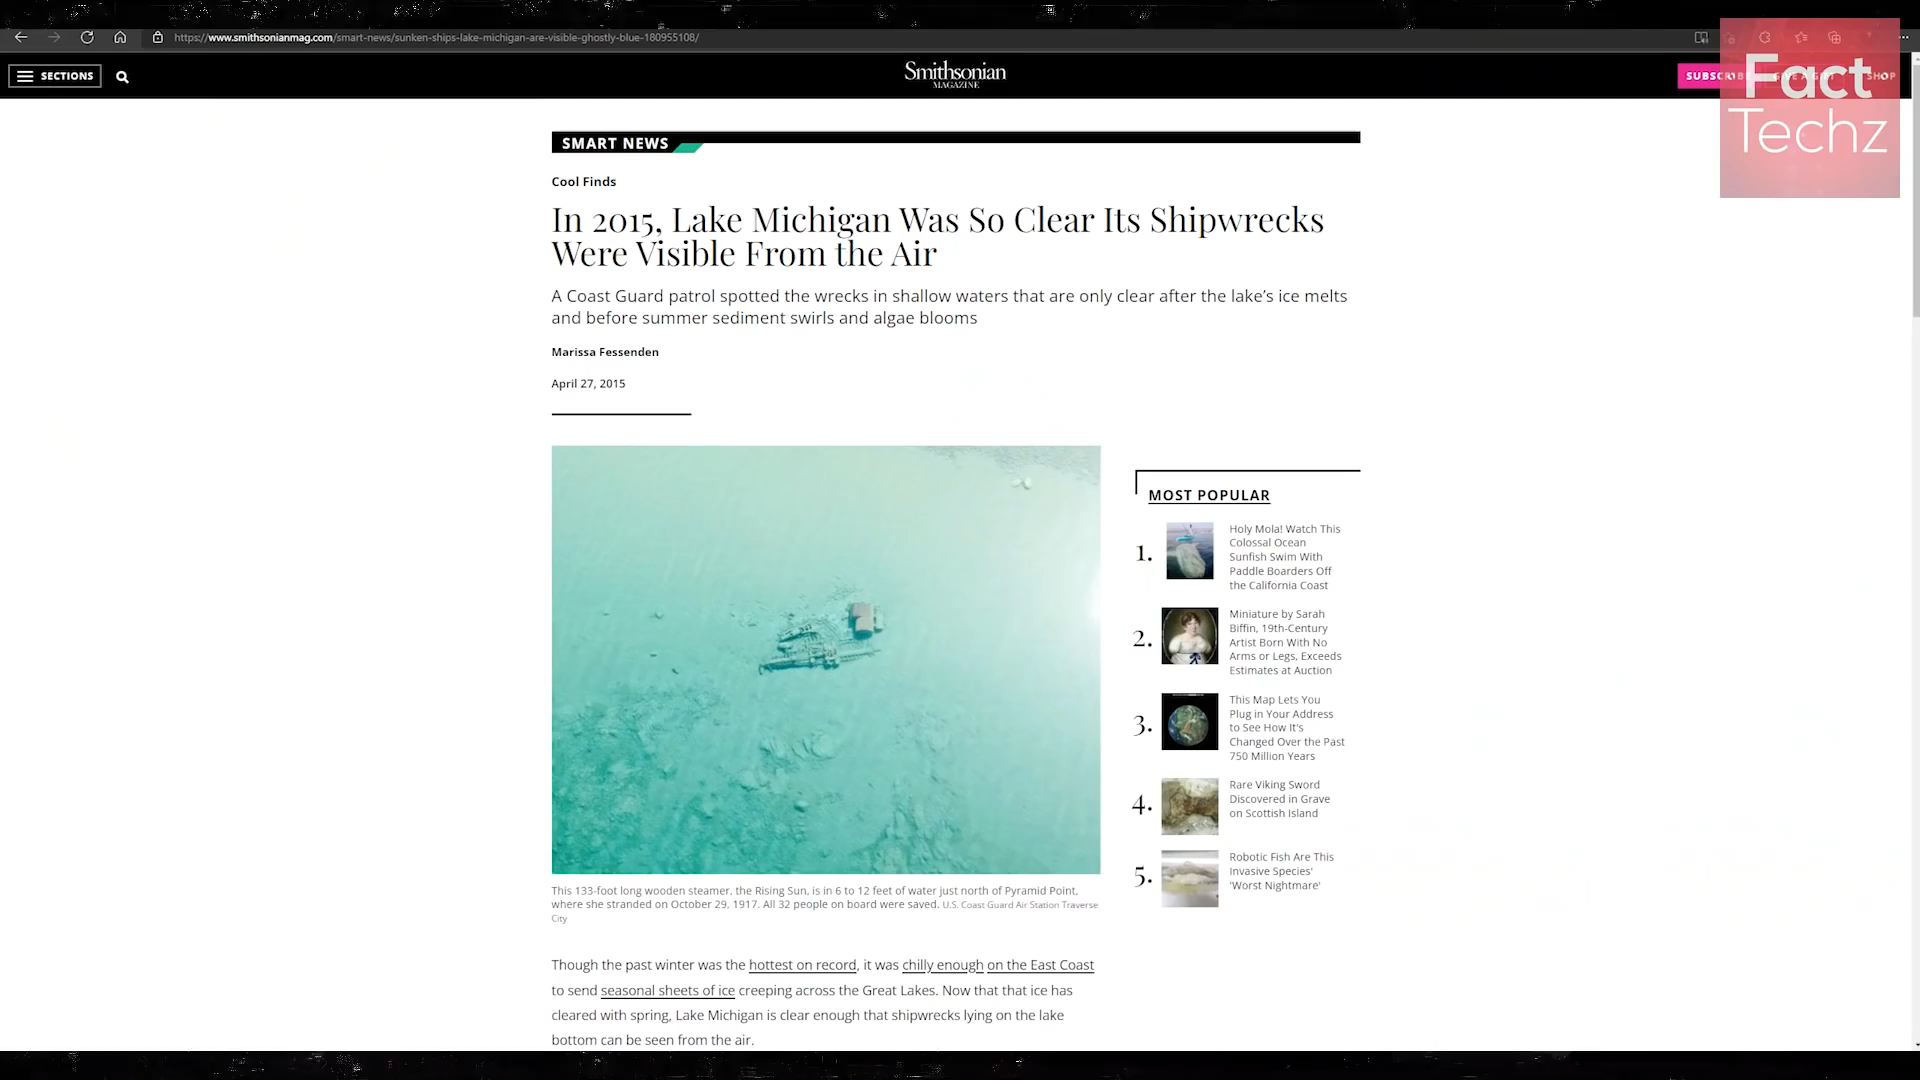 https://www.smithsonianmag.com/smart-news/sunken-ships-lake-michigan-are-visible-ghostly-blue-180955108/
SECTIONS
Smithsonian
MAGAZINE
SUBSCRIBE
GIVE A GIFT
SHOP
Fact
Techz
SMART NEWS
Cool Finds
In 2015, Lake Michigan Was So Clear Its Shipwrecks
Were Visible From the Air
A Coast Guard patrol spotted the wrecks in shallow waters that are only clear after the lake's ice melts
and before summer sediment swirls and algae blooms
Marissa Fessenden
April 27, 2015
This 133-foot long wooden steamer, the Rising Sun, is in 6 to 12 feet of water just north of Pyramid Point,
where she stranded on October 29, 1917. All 32 people on board were saved. U.S. Coast Guard Air Station Traverse
City
Though the past winter was the hottest on record, it was chilly enough on the East Coast
to send seasonal sheets of ice creeping across the Great Lakes. Now that that ice has
cleared with spring, Lake Michigan is clear enough that shipwrecks lying on the lake
bottom can be seen from the air.
MOST POPULAR
1.
Holy Mola! Watch This
Colossal Ocean
Sunfish Swim With
Paddle Boarders Off
the California Coast
2.
Miniature by Sarah
Biffin, 19th-Century
Artist Born With No
Arms or Legs, Exceeds
Estimates at Auction
3.
This Map Lets You
Plug in Your Address
to See How It's
Changed Over the Past
750 Million Years
4.
Rare Viking Sword
Discovered in Grave
on Scottish Island
5.
Robotic Fish Are This
Invasive Species'
'Worst Nightmare'